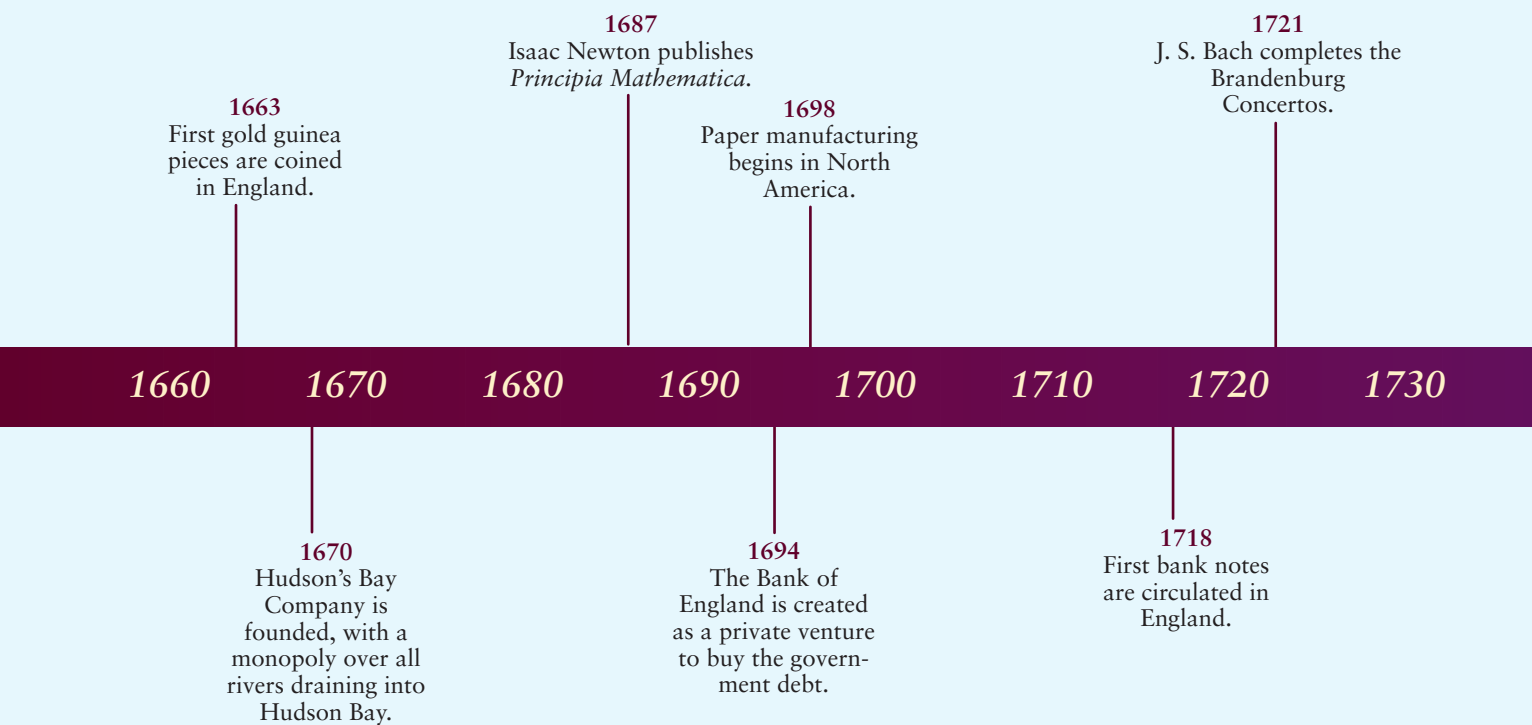 1663
First gold guinea
pieces are coined
in England.
1687
Isaac Newton publishes
Principia Mathematica.
1698
Paper manufacturing
begins in North
America.
1721
J. S. Bach completes the
Brandenburg
Concertos.
1660 1670 1680 1690 1700 1710 1720 1730
1670
Hudson’s Bay
Company is
founded, with a
monopoly over all
rivers draining into
Hudson Bay.
1694
The Bank of
England is created
as a private venture
to buy the govern-
ment debt.
1718
First bank notes
are circulated in
England.